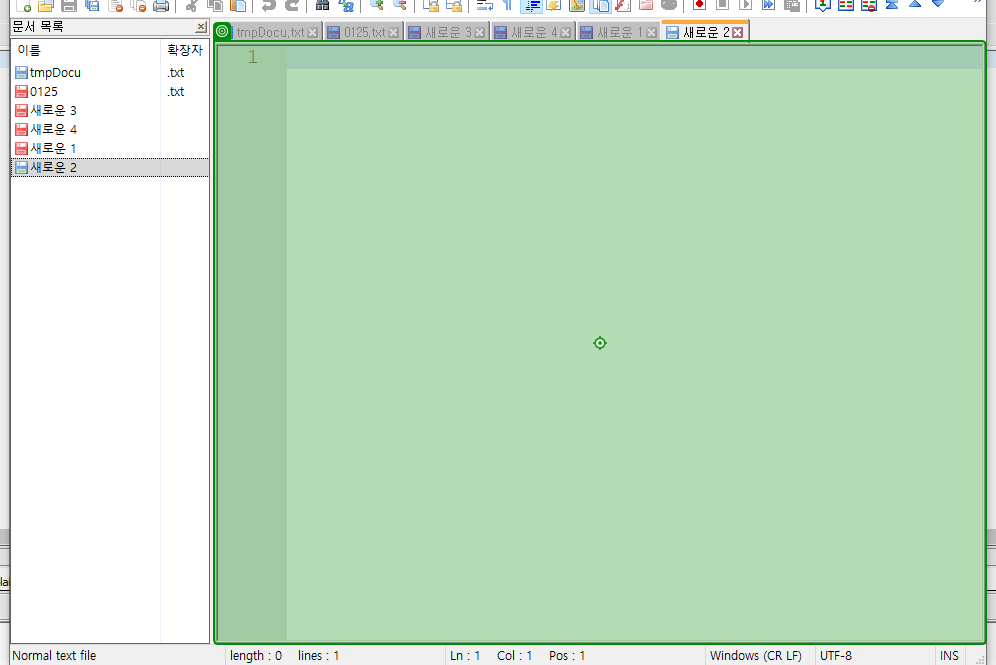 문서 목록
tmpDocu.txt 0125.txt 새로운 3 새로운 4 새로운 1 새로운 2
이름 확장자
1
tmpDocu .txt
0125 .txt
새로운 3
새로운 4
새로운 1
새로운 2
lai
Normal text file length : 0 lines : 1 Ln : 1 Col : 1 Pos : 1 Windows (CR LF) UTF-8 INS